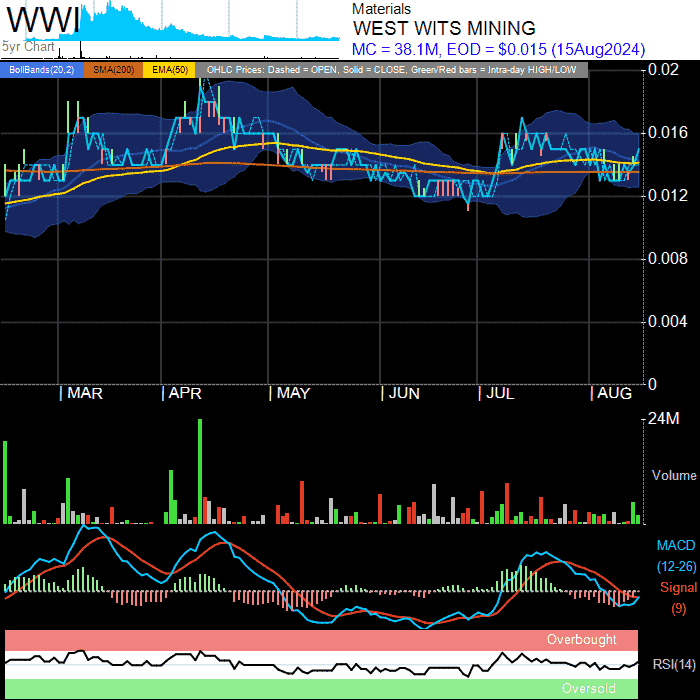 WWI
5yr Chart
Materials
WEST WITS MINING
MC = 38.1M, EOD = $0.015 (15Aug2024)
BollBands(20,2) SMA(200) EMA(50) OHLC Prices: Dashed = OPEN, Solid = CLOSE, Green/Red bars = Intra-day HIGH/LOW
0.02
0.016
0.012
0.008
0.004
0
MAR APR MAY JUN JUL AUG
24M
Volume
MACD
(12-26)
Signal
(9)
Overbought
RSI(14)
Oversold